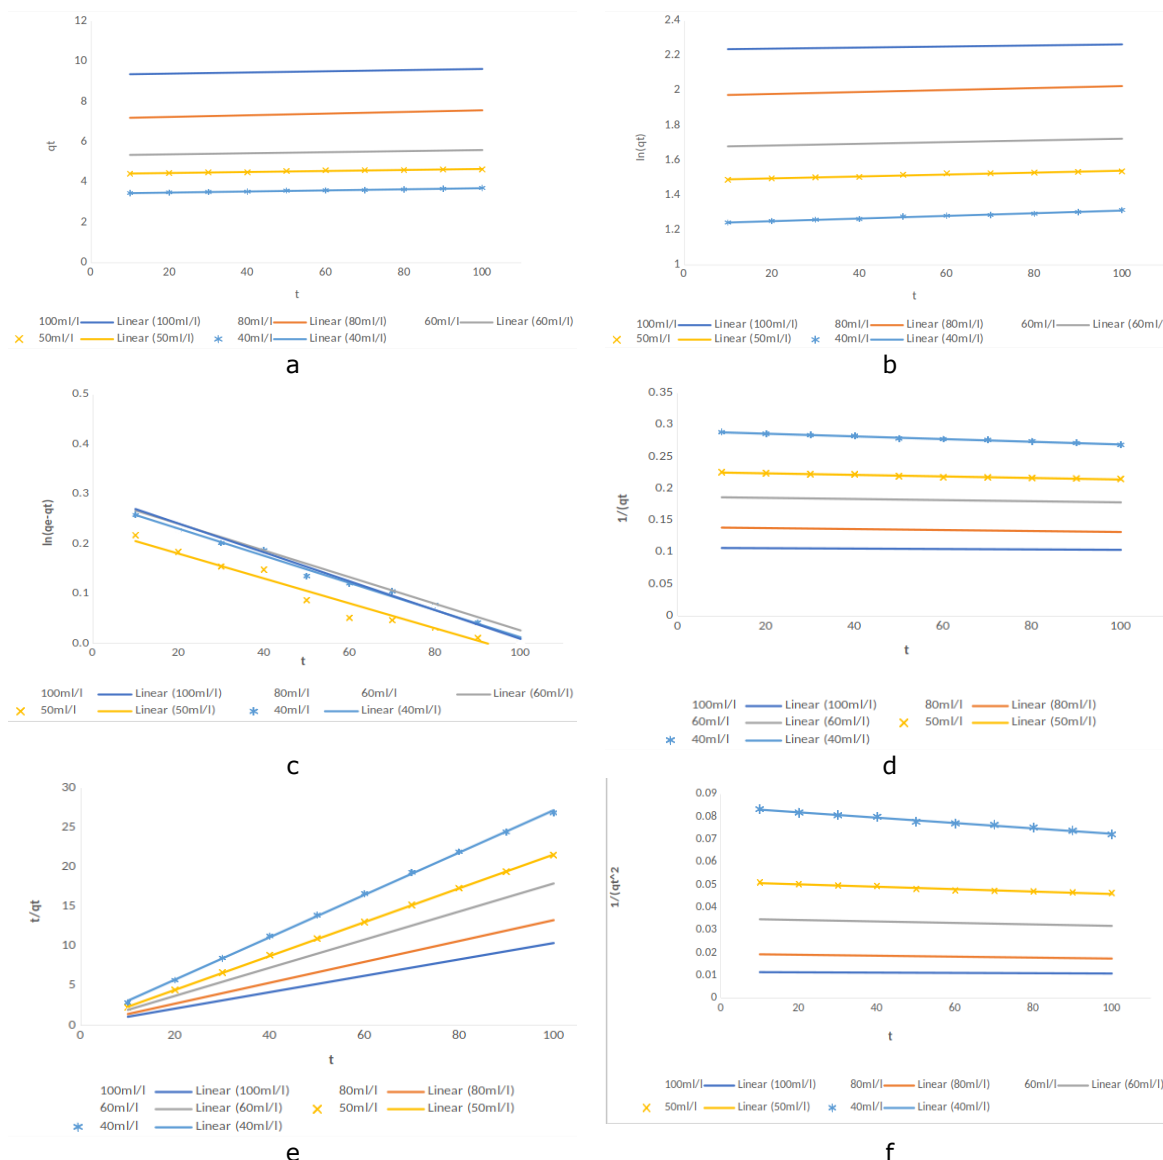 12
10
8
6
4
2
0
qt
0 20 40 60 80 100
t
100ml/l Linear (100ml/l) 80ml/l Linear (80ml/l) 60ml/l Linear (60ml/l)
50ml/l Linear (50ml/l) 40ml/l Linear (40ml/l)
a
2.4
2.2
2
1.8
1.6
1.4
1.2
1
ln(qt)
0 20 40 60 80 100
t
100ml/l Linear (100ml/l) 80ml/l Linear (80ml/l) 60ml/l Linear (60ml/
50ml/l Linear (50ml/l) 40ml/l Linear (40ml/l)
b
0.5
0.4
0.4
0.3
0.2
0.1
0.0
ln(qe-qt)
0 20 40 60 80 100
t
100ml/l Linear (100ml/l) 80ml/l 60ml/l Linear (60ml/l)
50ml/l Linear (50ml/l) 40ml/l Linear (40ml/l)
c
0.35
0.3
0.25
0.2
0.15
0.1
0.05
0
1/(qt
0 20 40 60 80 100
t
100ml/l Linear (100ml/l) 80ml/l Linear (80ml/l)
60ml/l Linear (60ml/l) 50ml/l Linear (50ml/l)
40ml/l Linear (40ml/l)
d
30
25
20
15
10
5
0
t/qt
0 20 40 60 80 100
t
100ml/l Linear (100ml/l) 80ml/l Linear (80ml/l)
60ml/l Linear (60ml/l) 50ml/l Linear (50ml/l)
40ml/l Linear (40ml/l)
e
0.09
0.08
0.07
0.06
0.05
0.04
0.03
0.02
0.01
0
1/(qt^2
0 20 40 60 80 100
t
100ml/l Linear (100ml/l) 80ml/l Linear (80ml/l) 60ml/l Linear (60ml/l)
50ml/l Linear (50ml/l) 40ml/l Linear (40ml/l)
f